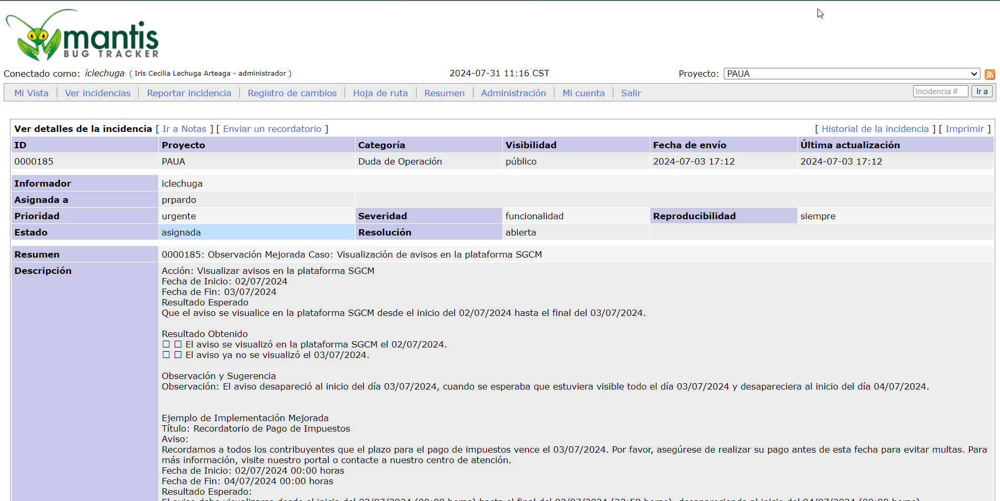 mantis
BUG TRACKER
Conectado como: iclechuga ( Iris Cecilia Lechuga Arteaga - administrador ) 2024-07-31 11:16 CST Proyecto: PAUA
Mi Vista Ver incidencias Reportar incidencia Registro de cambios Hoja de ruta Resumen Administración Mi cuenta Salir Incidencia # Ir a
Ver detalles de la incidencia [ Ir a Notas ] [ Enviar un recordatorio ] [ Historial de la incidencia ] [ Imprimir ]
ID Proyecto Categoría Visibilidad Fecha de envío Última actualización
0000185 PAUA Duda de Operación público 2024-07-03 17:12 2024-07-03 17:12
Informador iclechuga
Asignada a prpardo
Prioridad urgente Severidad funcionalidad Reproducibilidad siempre
Estado asignada Resolución abierta
Resumen 0000185: Observación Mejorada Caso: Visualización de avisos en la plataforma SGCM
Descripción Acción: Visualizar avisos en la plataforma SGCM
Fecha de Inicio: 02/07/2024
Fecha de Fin: 03/07/2024
Resultado Esperado
Que el aviso se visualice en la plataforma SGCM desde el inicio del 02/07/2024 hasta el final del 03/07/2024.
Resultado Obtenido
☐ ☐ El aviso se visualizó en la plataforma SGCM el 02/07/2024.
☐ ☐ El aviso ya no se visualizó el 03/07/2024.
Observación y Sugerencia
Observación: El aviso desapareció al inicio del día 03/07/2024, cuando se esperaba que estuviera visible todo el día 03/07/2024 y desapareciera al inicio del día 04/07/2024.
Ejemplo de Implementación Mejorada
Título: Recordatorio de Pago de Impuestos
Aviso:
Recordamos a todos los contribuyentes que el plazo para el pago de impuestos vence el 03/07/2024. Por favor, asegúrese de realizar su pago antes de esta fecha para evitar multas. Para
más información, visite nuestro portal o contacte a nuestro centro de atención.
Fecha de Inicio: 02/07/2024 00:00 horas
Fecha de Fin: 04/07/2024 00:00 horas
Resultado Esperado: